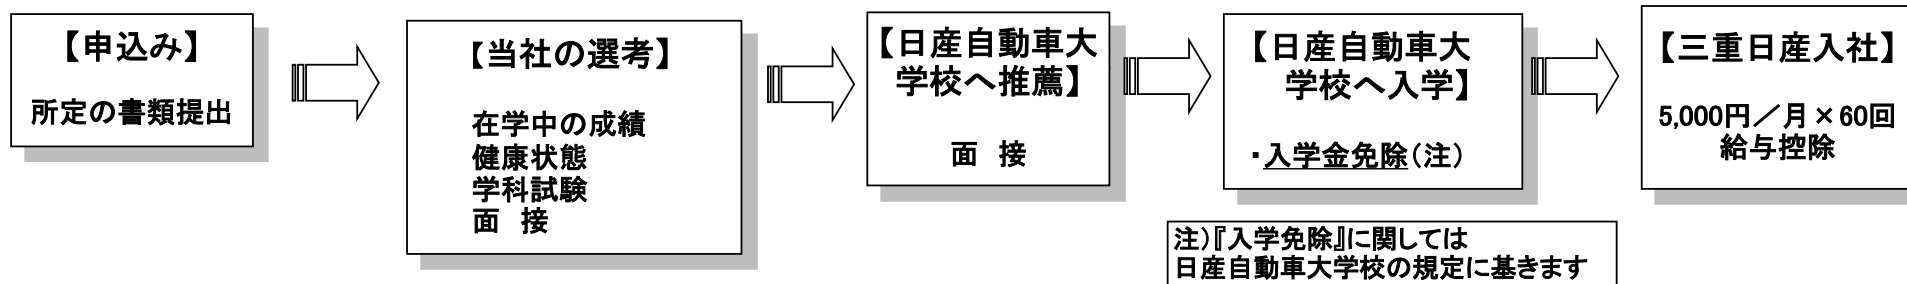 【申込み】
所定の書類提出
【当社の選考】
在学中の成績
健康状態
学科試験
面　接
【日産自動車大
学校へ推薦】
面　接
【日産自動車大
学校へ入学】
・入学金免除（注）
【三重日産入社】
5,000円／月×60回
給与控除
注）『入学免除』に関しては
日産自動車大学校の規定に基きます